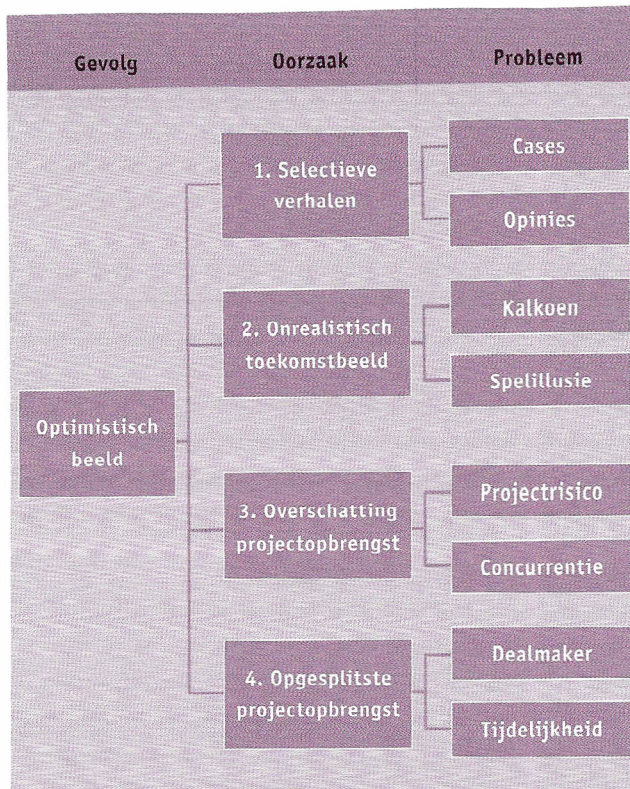 Gevolg Oorzaak Probleem
1. Selectieve
verhalen
Cases
Opinies
2. Onrealistisch
toekomstbeeld
Kalkoen
Spelillusie
Optimistisch
beeld
3. Overschatting
projectopbrengst
Projectrisico
Concurrentie
4. Opgesplitste
projectopbrengst
Dealmaker
Tijdelijkheid